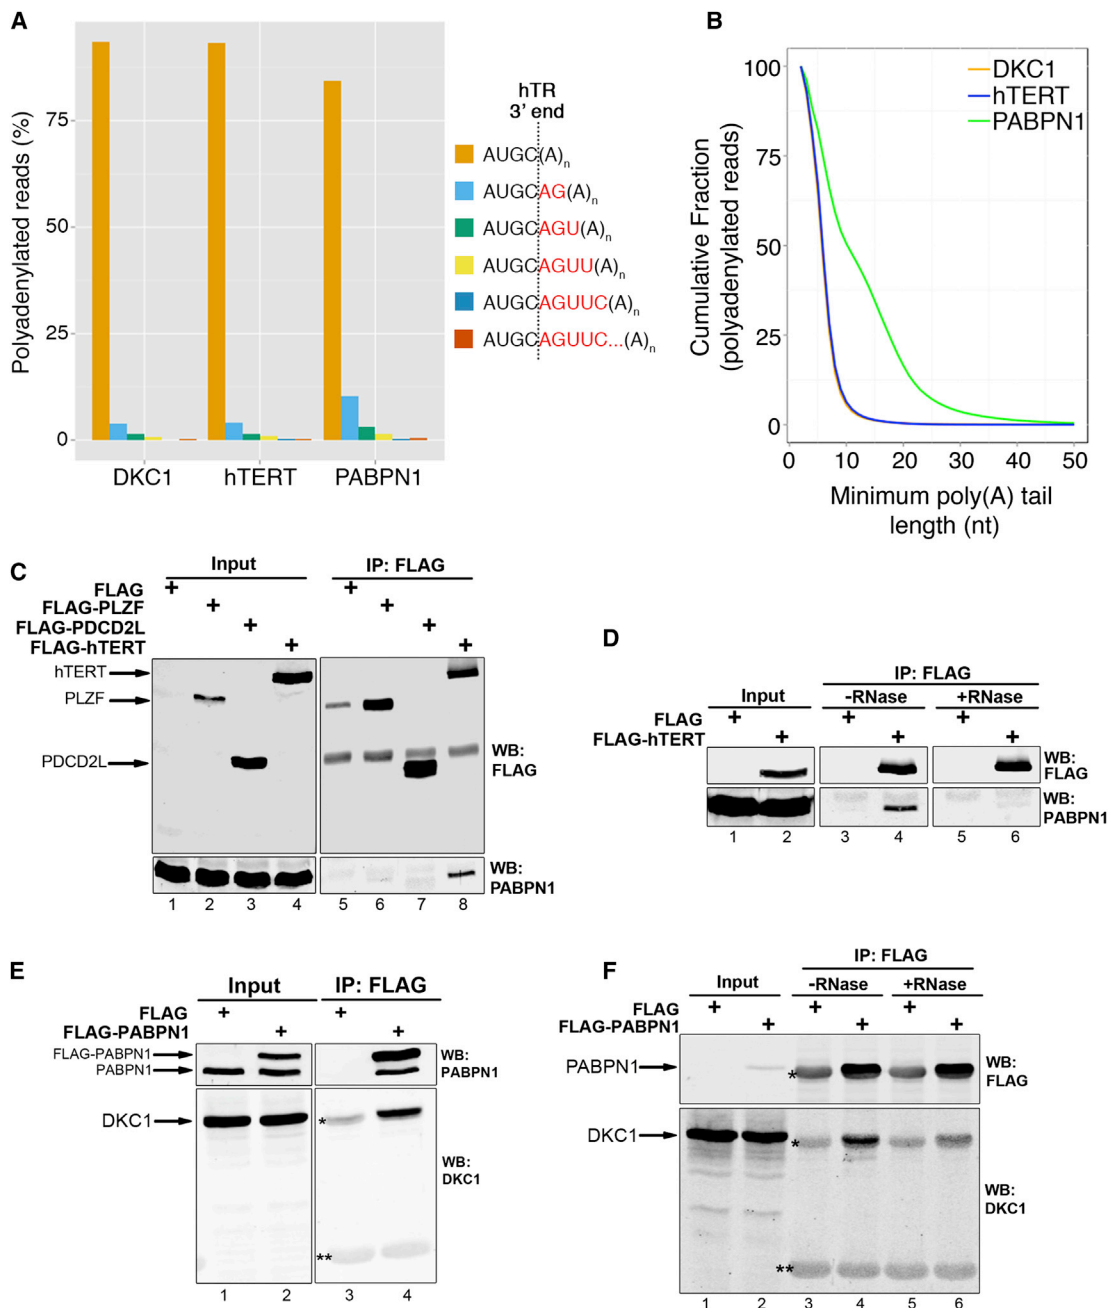 A
Polyadenylated reads (%)
75
50
25
0
DKC1 hTERT PABPN1
hTR
3' end
AUGC(A)n
AUGCAG(A)n
AUGCAGU(A)n
AUGCAGUU(A)n
AUGCAGUUC(A)n
AUGCAGUUC...(A)n
B
Cumulative Fraction
(polyadenylated reads)
100
75
50
25
0
DKC1
hTERT
PABPN1
0 10 20 30 40 50
Minimum poly(A) tail
length (nt)
C
Input IP: FLAG
FLAG + +
FLAG-PLZF + +
FLAG-PDCD2L + +
FLAG-hTERT + +
hTERT
PLZF
PDCD2L
WB:
FLAG
WB:
PABPN1
1 2 3 4 5 6 7 8
D
IP: FLAG
Input -RNase +RNase
FLAG + + +
FLAG-hTERT + + +
WB:
FLAG
WB:
PABPN1
1 2 3 4 5 6
E
Input IP: FLAG
FLAG + +
FLAG-PABPN1 + +
FLAG-PABPN1
PABPN1
WB:
PABPN1
DKC1
*
WB:
DKC1
**
1 2 3 4
F
IP: FLAG
Input -RNase +RNase
FLAG + + +
FLAG-PABPN1 + + +
PABPN1
*
WB:
FLAG
DKC1
*
WB:
DKC1
**
1 2 3 4 5 6